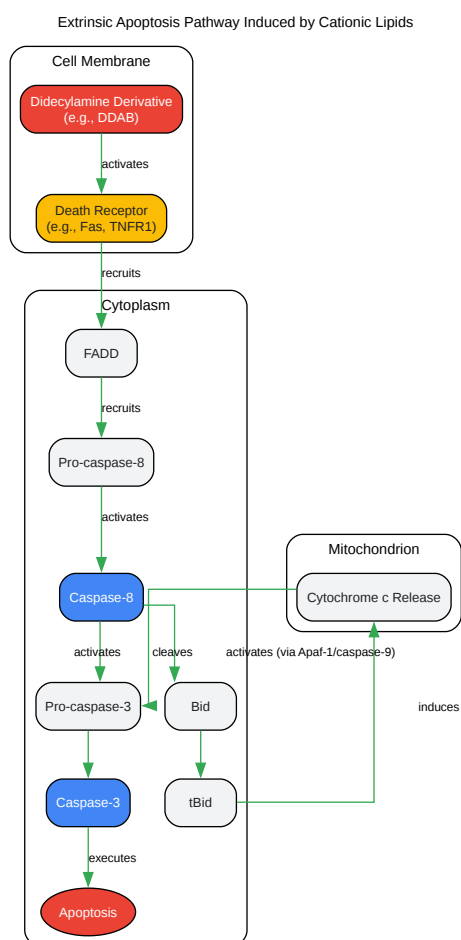 Extrinsic Apoptosis Pathway Induced by Cationic Lipids
Cell Membrane
Didecylamine Derivative
(e.g., DDAB)
activates
Death Receptor
(e.g., Fas, TNFR1)
recruits
Cytoplasm
FADD
recruits
Pro-caspase-8
activates
Mitochondrion
Caspase-8
Cytochrome c Release
activates
cleaves
activates (via Apaf-1/caspase-9)
Pro-caspase-3
Bid
induces
Caspase-3
tBid
executes
Apoptosis